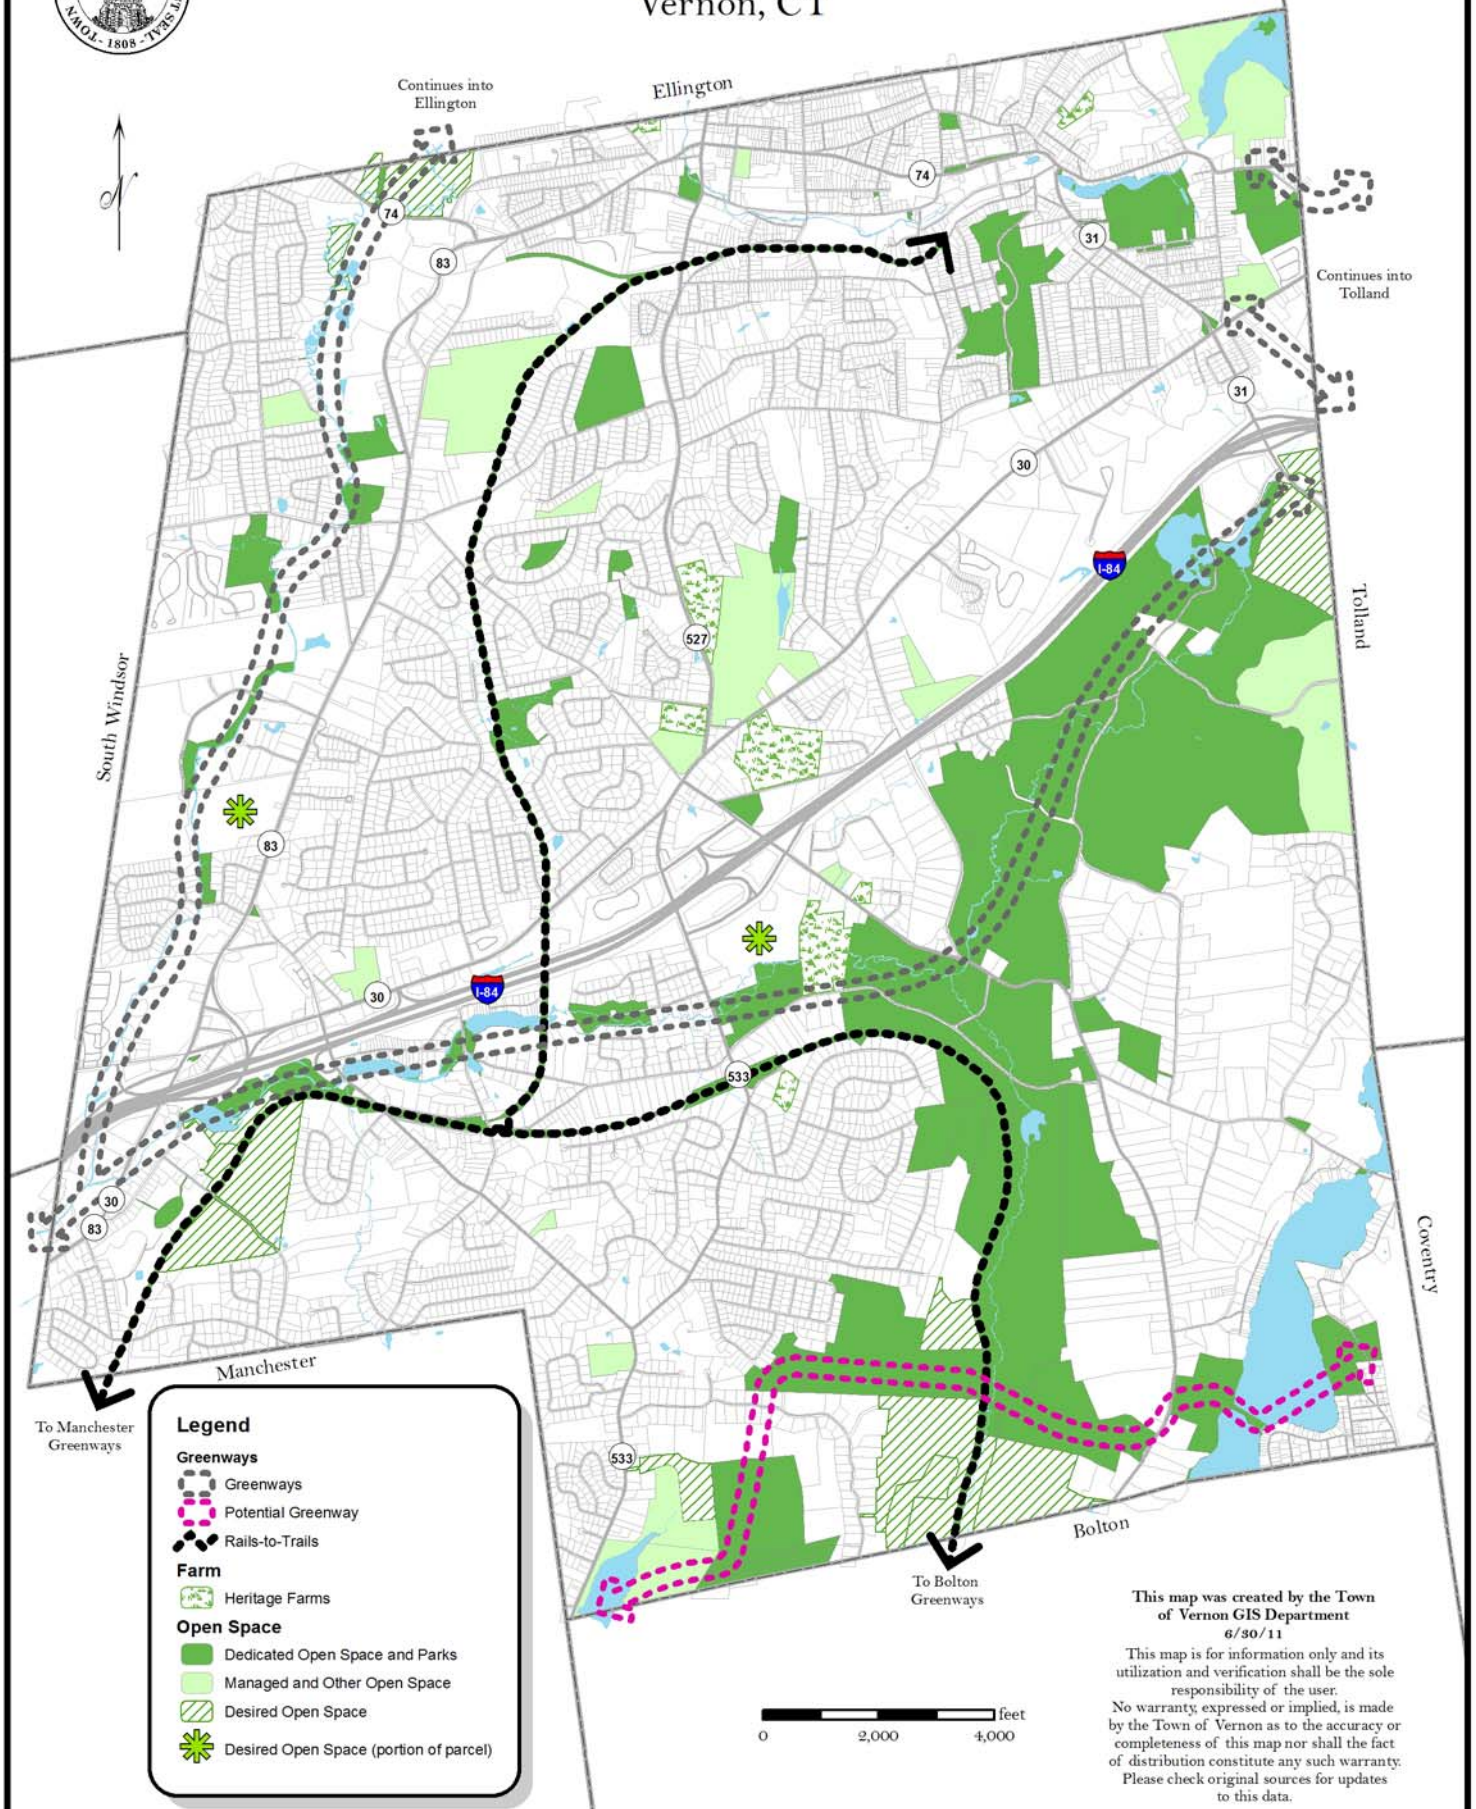 Vernon, CT
TOWN
SEAL
- 1808 -
Continues into
Ellington
Ellington
N
74
74
31
83
Continues into
Tolland
31
30
I-84
Tolland
527
South Windsor
83
30
I-84
533
30
83
Coventry
Manchester
To Manchester
Greenways
533
Bolton
To Bolton
Greenways
Legend
Greenways
Greenways
Potential Greenway
Rails-to-Trails
Farm
Heritage Farms
Open Space
Dedicated Open Space and Parks
Managed and Other Open Space
Desired Open Space
Desired Open Space (portion of parcel)
feet
0 2,000 4,000
This map was created by the Town
of Vernon GIS Department
6/30/11
This map is for information only and its
utilization and verification shall be the sole
responsibility of the user.
No warranty, expressed or implied, is made
by the Town of Vernon as to the accuracy or
completeness of this map nor shall the fact
of distribution constitute any such warranty.
Please check original sources for updates
to this data.